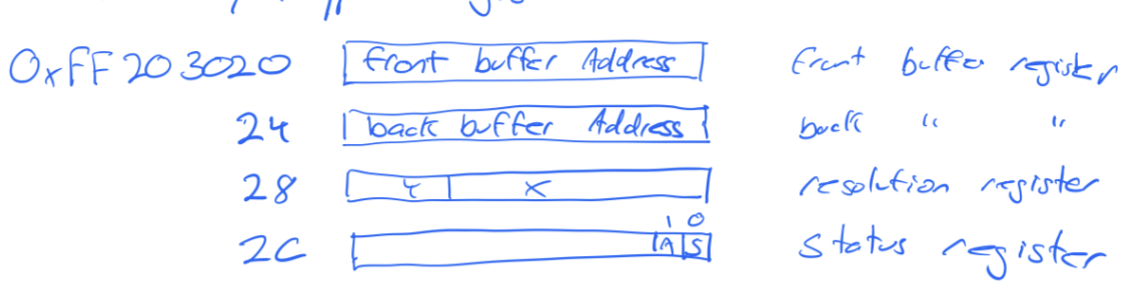 0xFF203020 front buffer Address front buffer register
24 back buffer Address back " "
28 Y X resolution register
1 0
2C A S Status register